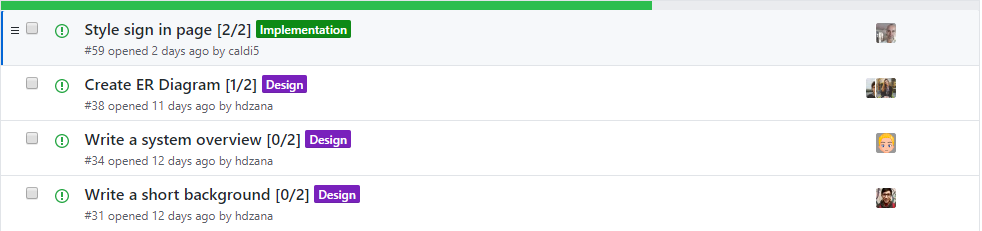 Style sign in page [2/2] Implementation
#59 opened 2 days ago by caldi5
Create ER Diagram [1/2] Design
#38 opened 11 days ago by hdzana
Write a system overview [0/2] Design
#34 opened 12 days ago by hdzana
Write a short background [0/2] Design
#31 opened 12 days ago by hdzana